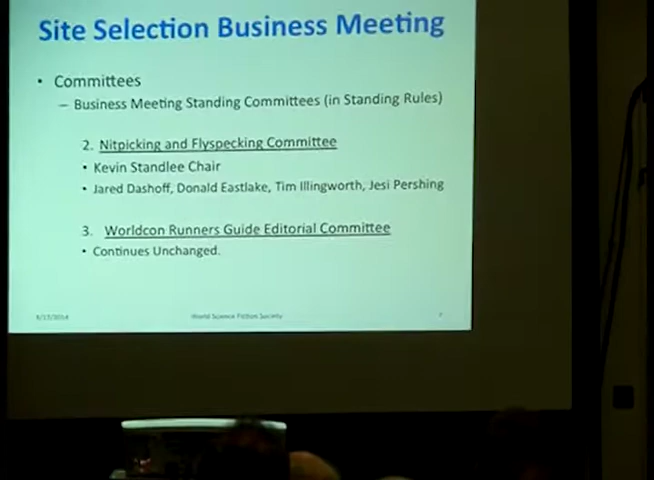 Site Selection Business Meeting
• Committees
– Business Meeting Standing Committees (in Standing Rules)
2. Nitpicking and Flyspecking Committee
• Kevin Standlee Chair
• Jared Dashoff, Donald Eastlake, Tim Illingworth, Jesi Pershing
3. Worldcon Runners Guide Editorial Committee
• Continues Unchanged.
World Science Fiction Society